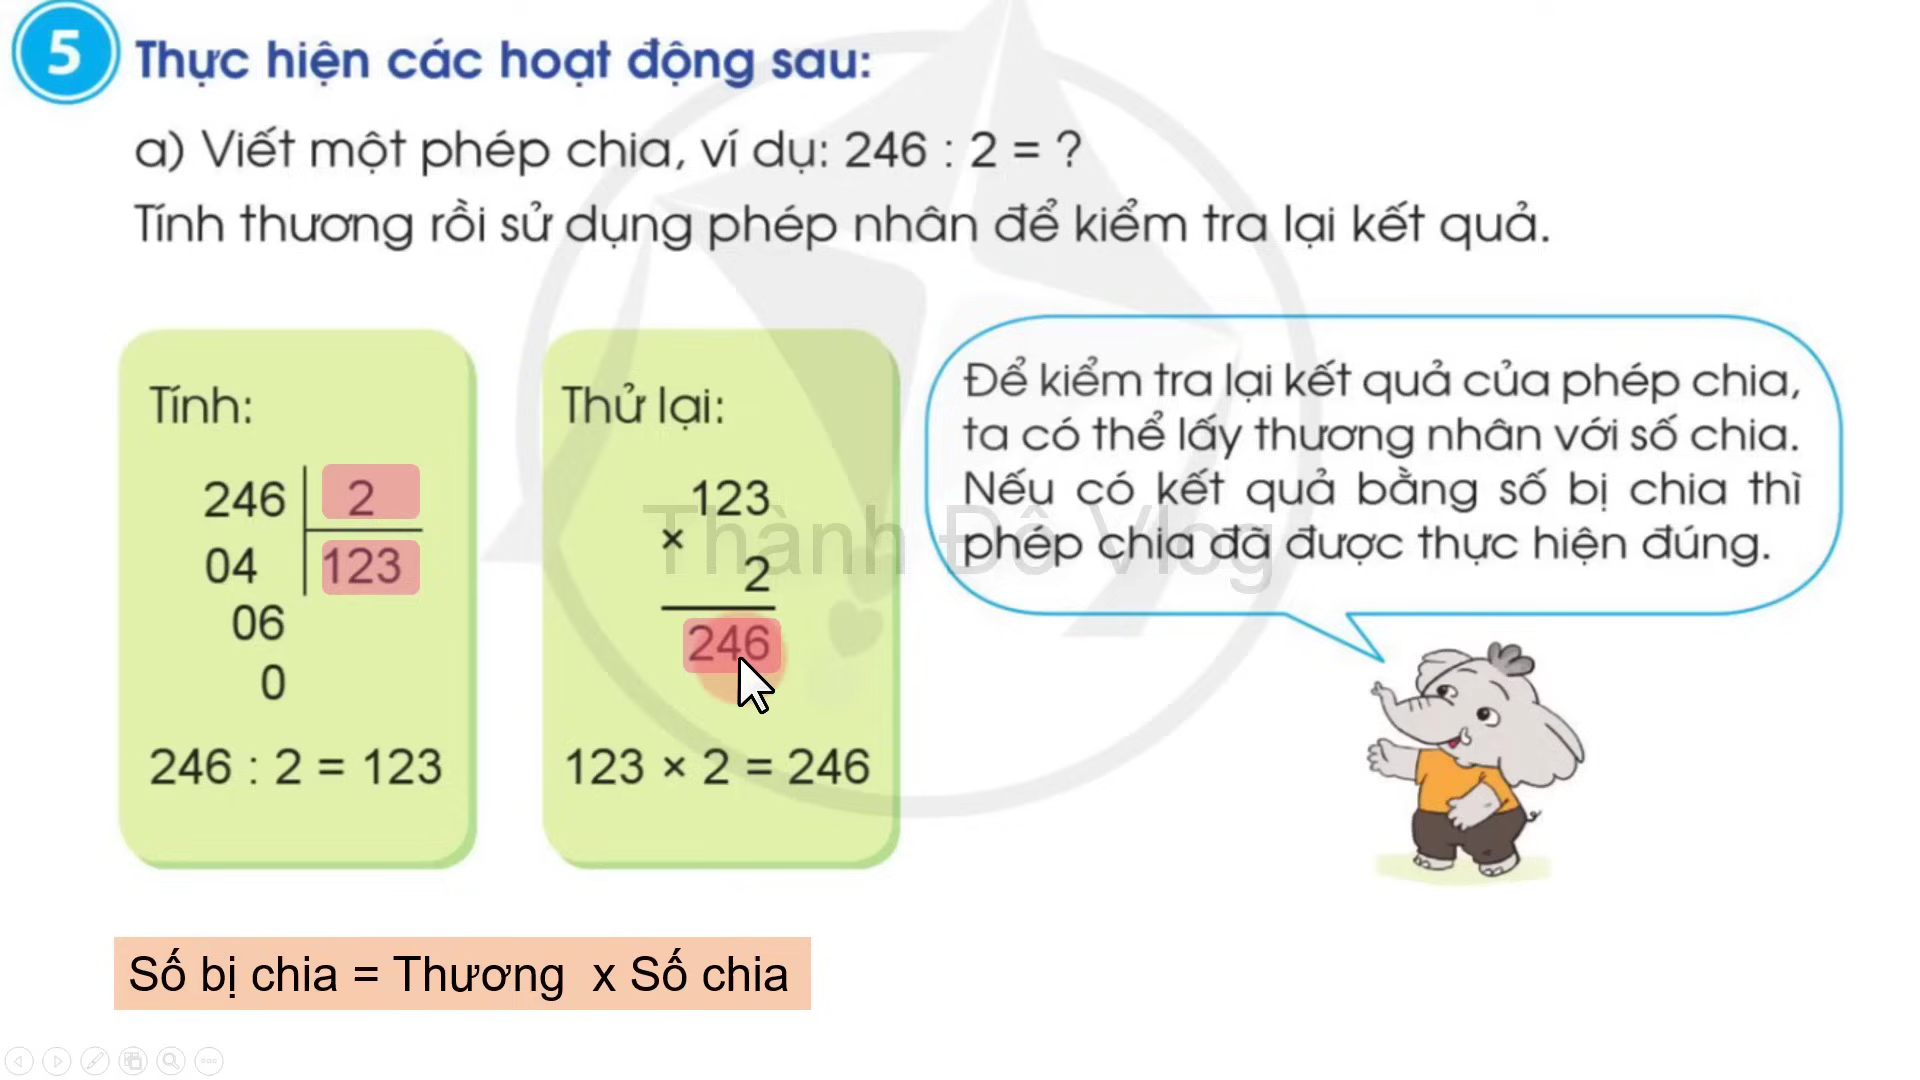 5 Thực hiện các hoạt động sau:
a) Viết một phép chia, ví dụ: 246 : 2 = ?
Tính thương rồi sử dụng phép nhân để kiểm tra lại kết quả.
Tính:
246 2
04 123
06
0
246 : 2 = 123
Thử lại:
123
×
2
246
123 × 2 = 246
Để kiểm tra lại kết quả của phép chia,
ta có thể lấy thương nhân với số chia.
Nếu có kết quả bằng số bị chia thì
phép chia đã được thực hiện đúng.
Thành Đô Vlog
Số bị chia = Thương x Số chia